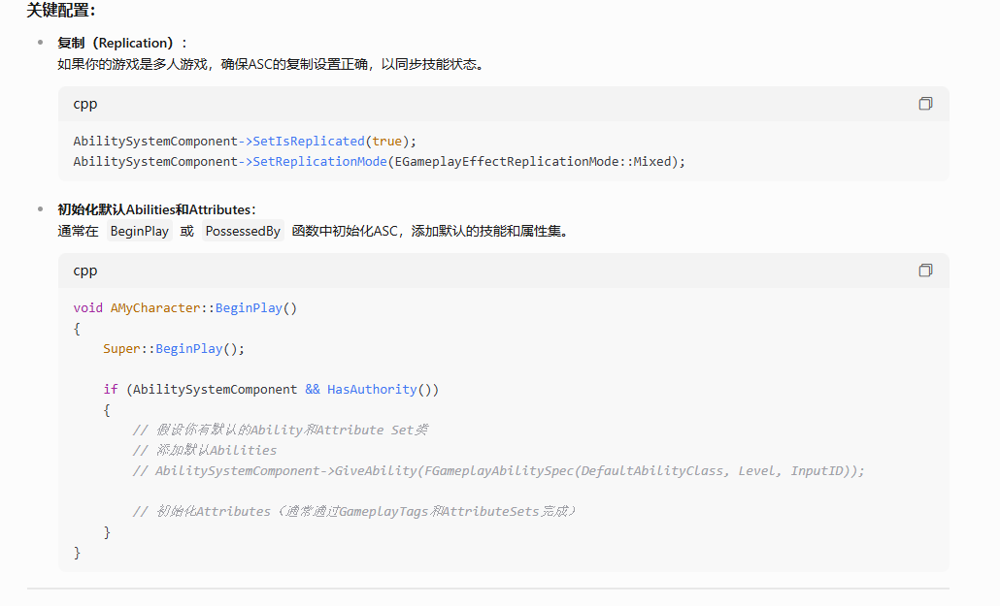 关键配置：
复制（Replication）：
如果你的游戏是多人游戏，确保ASC的复制设置正确，以同步技能状态。
cpp
AbilitySystemComponent->SetIsReplicated(true);
AbilitySystemComponent->SetReplicationMode(EGameplayEffectReplicationMode::Mixed);
初始化默认Abilities和Attributes：
通常在 BeginPlay 或 PossessedBy 函数中初始化ASC，添加默认的技能和属性集。
cpp
void AMyCharacter::BeginPlay()
{
    Super::BeginPlay();
    if (AbilitySystemComponent && HasAuthority())
    {
        // 假设你有默认的Ability和Attribute Set类
        // 添加默认Abilities
        // AbilitySystemComponent->GiveAbility(FGameplayAbilitySpec(DefaultAbilityClass, Level, InputID));
        // 初始化Attributes（通常通过GameplayTags和AttributeSets完成）
    }
}